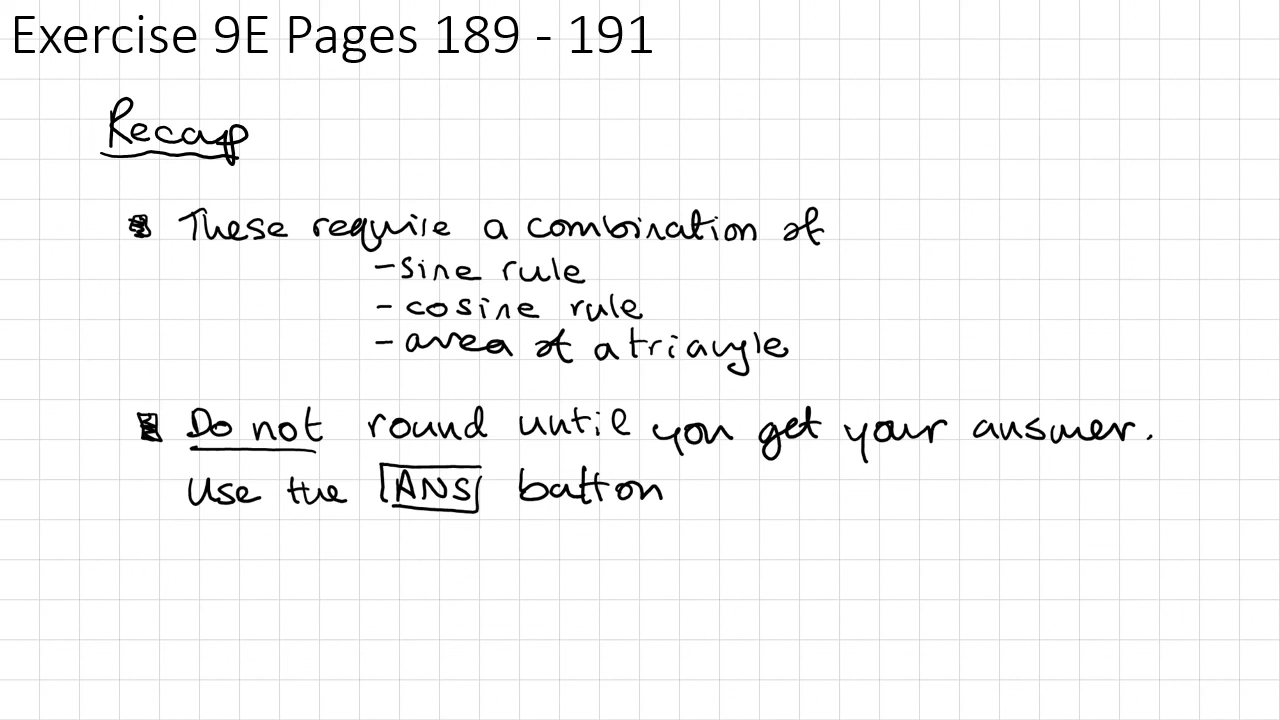 Exercise 9E Pages 189 - 191
Recap
These require a combination of
- sine rule
- cosine rule
- area of a triangle
Do not round until you get your answer.
Use the ANS button